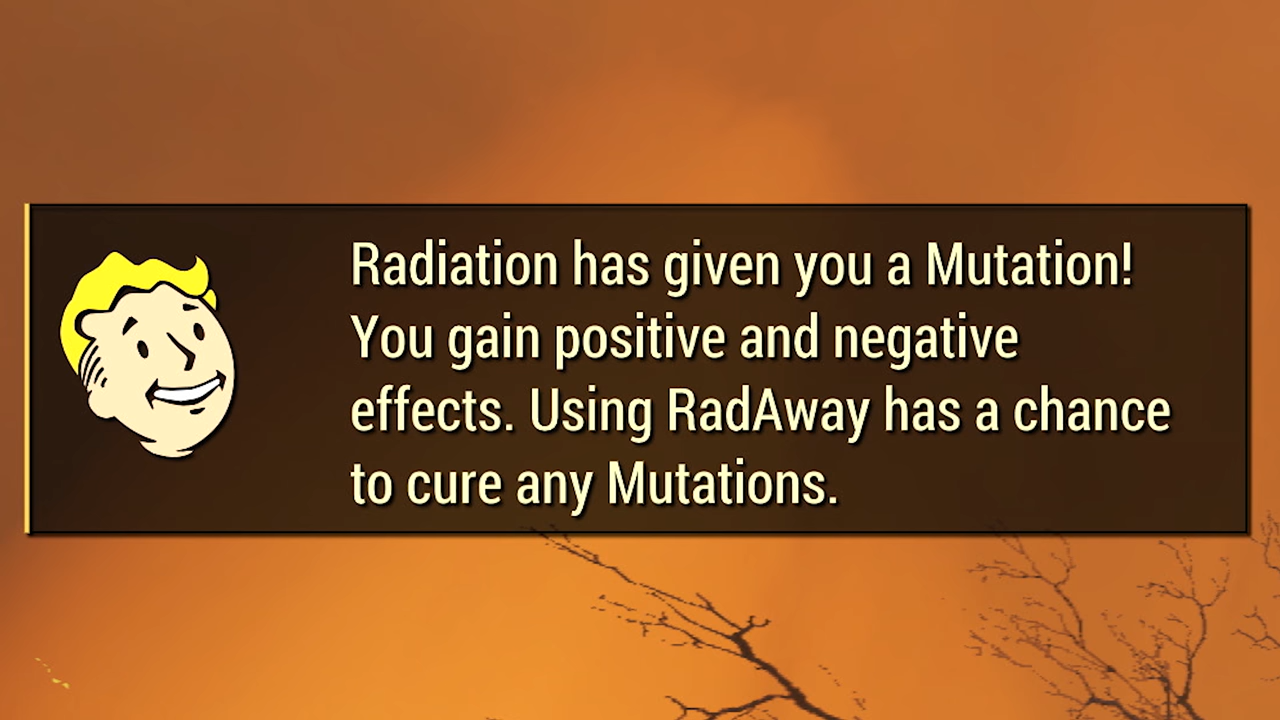 Radiation has given you a Mutation!
You gain positive and negative
effects. Using RadAway has a chance
to cure any Mutations.